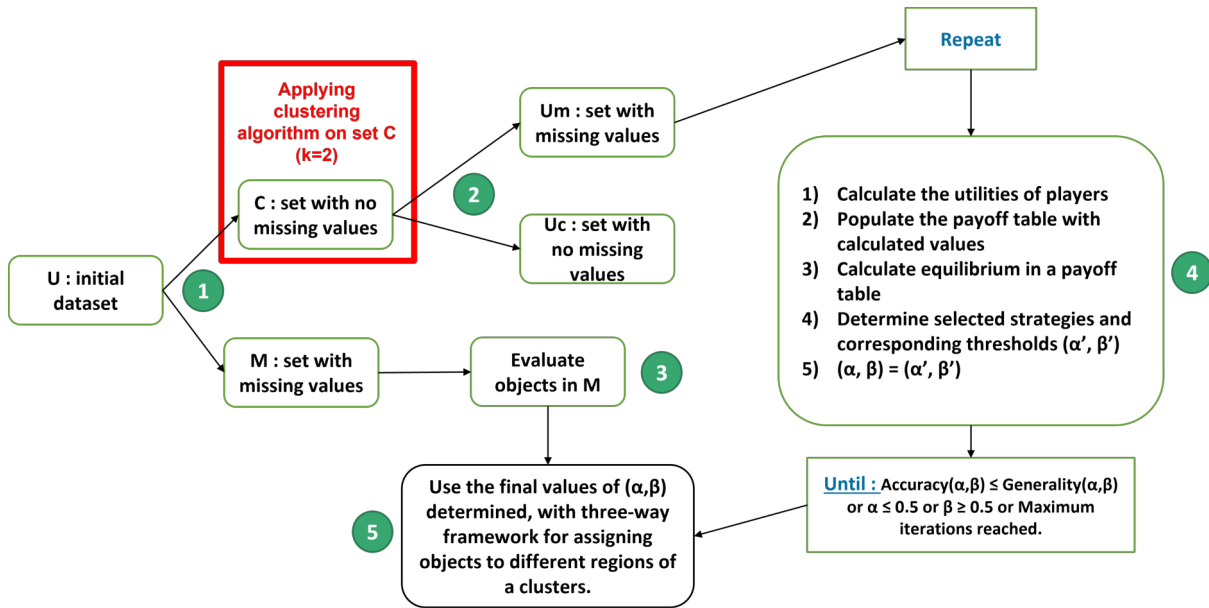 Repeat
Applying
clustering
algorithm on set C
(k=2)
Um : set with
missing values
C : set with no
missing values
2
Uc : set with
no missing
values
U : initial
dataset
1
M : set with
missing values
Evaluate
objects in M
3
1) Calculate the utilities of players
2) Populate the payoff table with
calculated values
3) Calculate equilibrium in a payoff
table
4) Determine selected strategies and
corresponding thresholds (α’, β’)
5) (α, β) = (α’, β’)
4
Until : Accuracy(α,β) ≤ Generality(α,β)
or α ≤ 0.5 or β ≥ 0.5 or Maximum
iterations reached.
5
Use the final values of (α,β)
determined, with three-way
framework for assigning
objects to different regions of
a clusters.